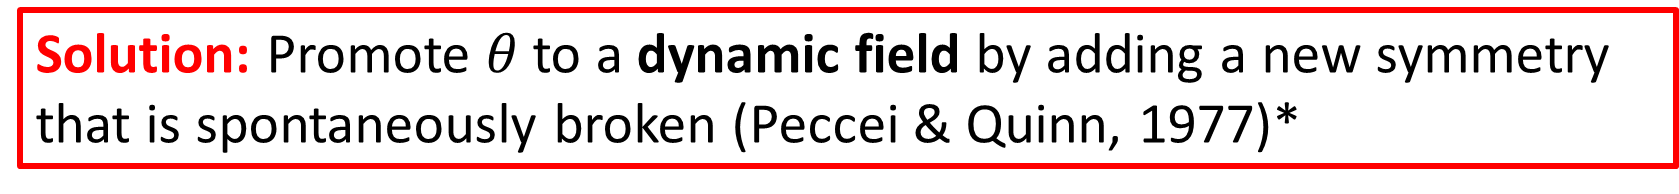 Solution: Promote θ to a dynamic field by adding a new symmetry
that is spontaneously broken (Peccei & Quinn, 1977)*